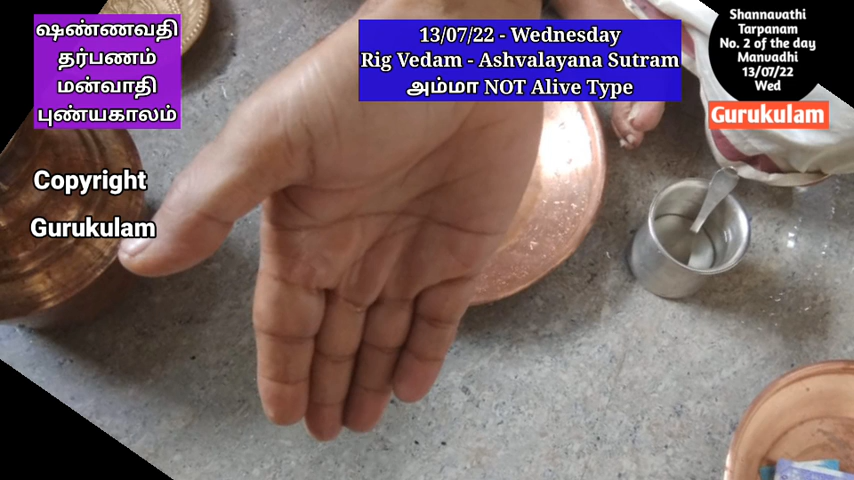 ஷண்ணவதி
தர்பணம்
மன்வாதி
புண்யகாலம்
13/07/22 - Wednesday
Rig Vedam - Ashvalayana Sutram
அம்மா NOT Alive Type
Shannavathi
Tarpanam
No. 2 of the day
Manvadhi
13/07/22
Wed
Gurukulam
Copyright
Gurukulam